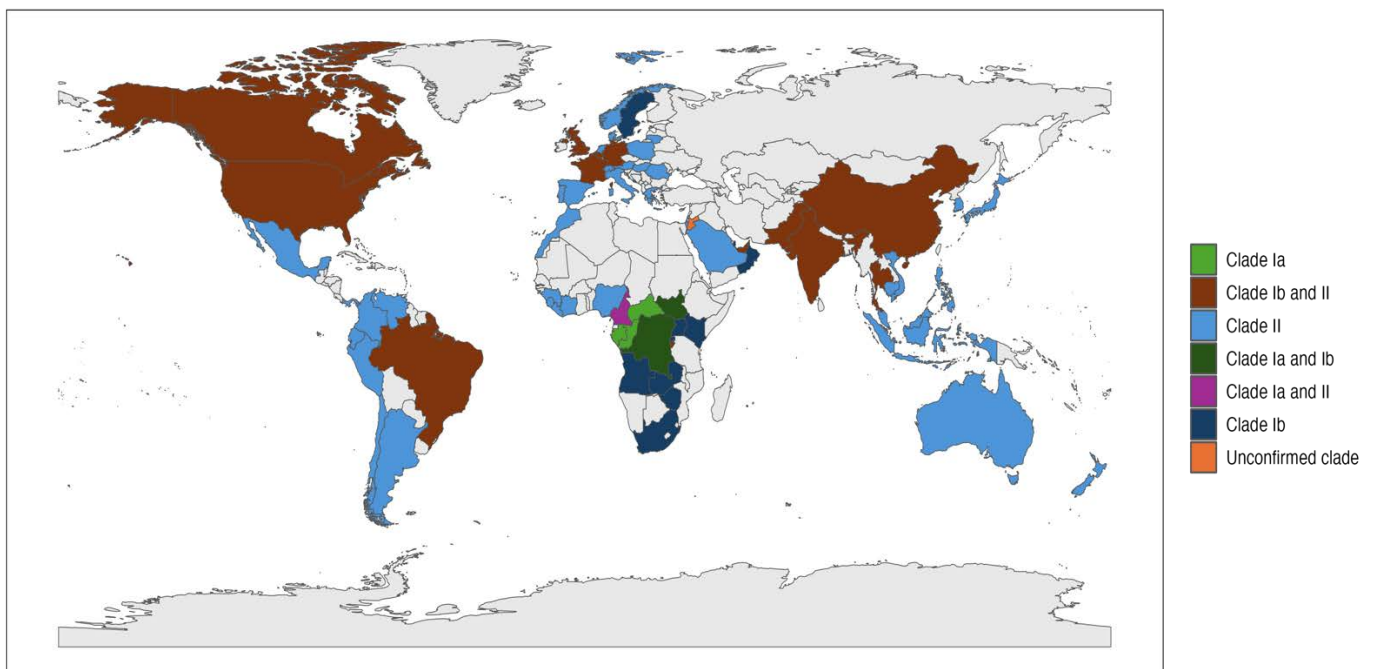 Clade Ia
Clade Ib and II
Clade II
Clade Ia and Ib
Clade Ia and II
Clade Ib
Unconfirmed clade